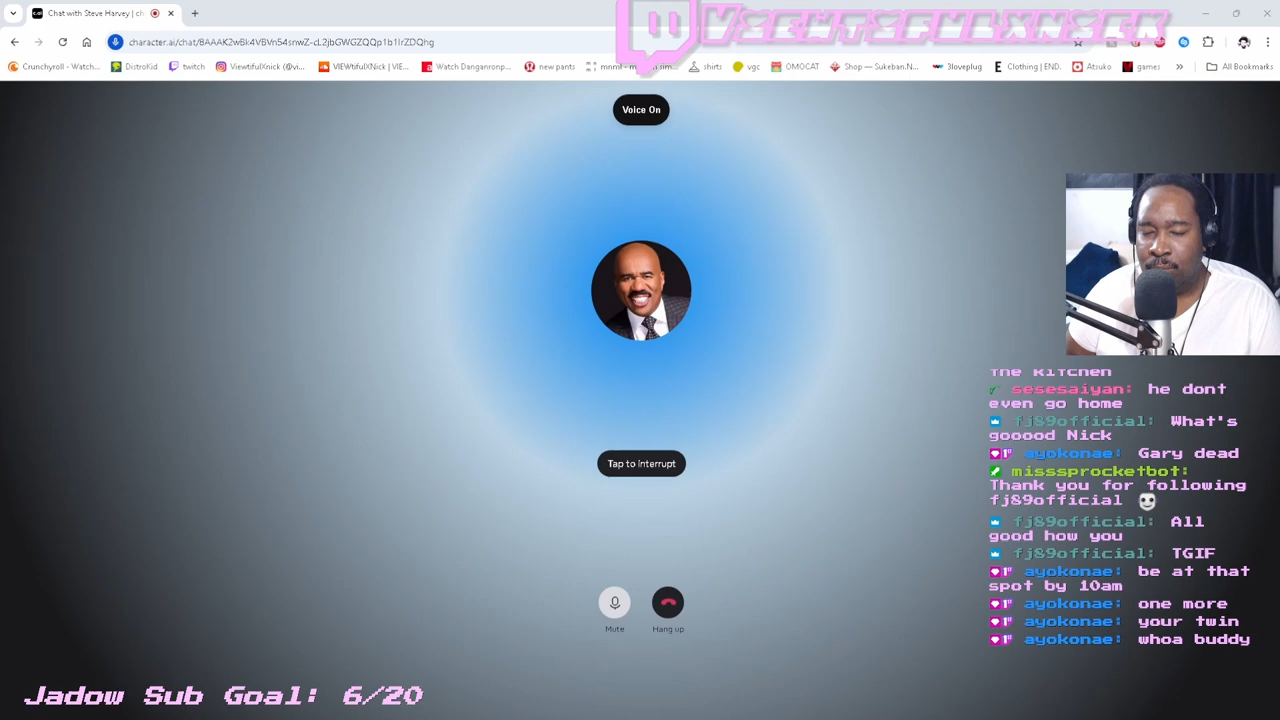 Chat with Steve Harvey | ch
character.ai/chat/8AAAK2wBk4VBVn54snwZ-cL2jbGWGZQQp1b1IrZDQhg
Crunchyroll - Watch...
DistroKid
twitch
ViewtifulXNick (@vi...
VIEWtifulXNick | VIE...
Watch Danganronp...
new pants
shirts
vgc
OMOCAT
Shop — Sukeban.N...
3loveplug
Clothing | END.
Atsuko
games
All Bookmarks
Voice On
Tap to interrupt
Mute
Hang up
THE KITCHEN
sesesaiyan: he dont
even go home
fj89official: What's
gooood Nick
ayokonae: Gary dead
misssprocketbot:
Thank you for following
fj89official
fj89official: All
good how you
fj89official: TGIF
ayokonae: be at that
spot by 10am
ayokonae: one more
ayokonae: your twin
ayokonae: whoa buddy
Jadow Sub Goal: 6/20